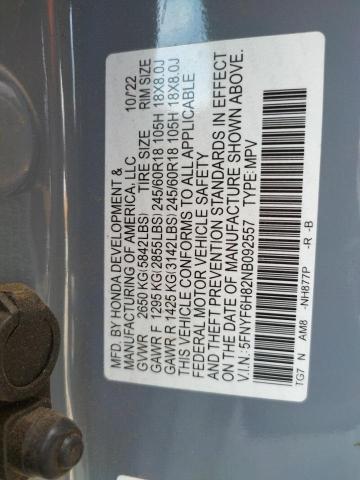 MFD. BY HONDA DEVELOPMENT & 10/22
MANUFACTURING OF AMERICA, LLC
GVWR 2650 KG(5842LBS) TIRE SIZE RIM SIZE
GAWR F 1295 KG(2855LBS)245/60R18 105H 18X8.0J
GAWR R 1425 KG(3142LBS)245/60R18 105H 18X8.0J
THIS VEHICLE CONFORMS TO ALL APPLICABLE
FEDERAL MOTOR VEHICLE SAFETY
AND THEFT PREVENTION STANDARDS IN EFFECT
ON THE DATE OF MANUFACTURE SHOWN ABOVE.
V.I.N:5FNYF6H82NB092557 TYPE:MPV
TG7 N AM8 -NH877P -R -B